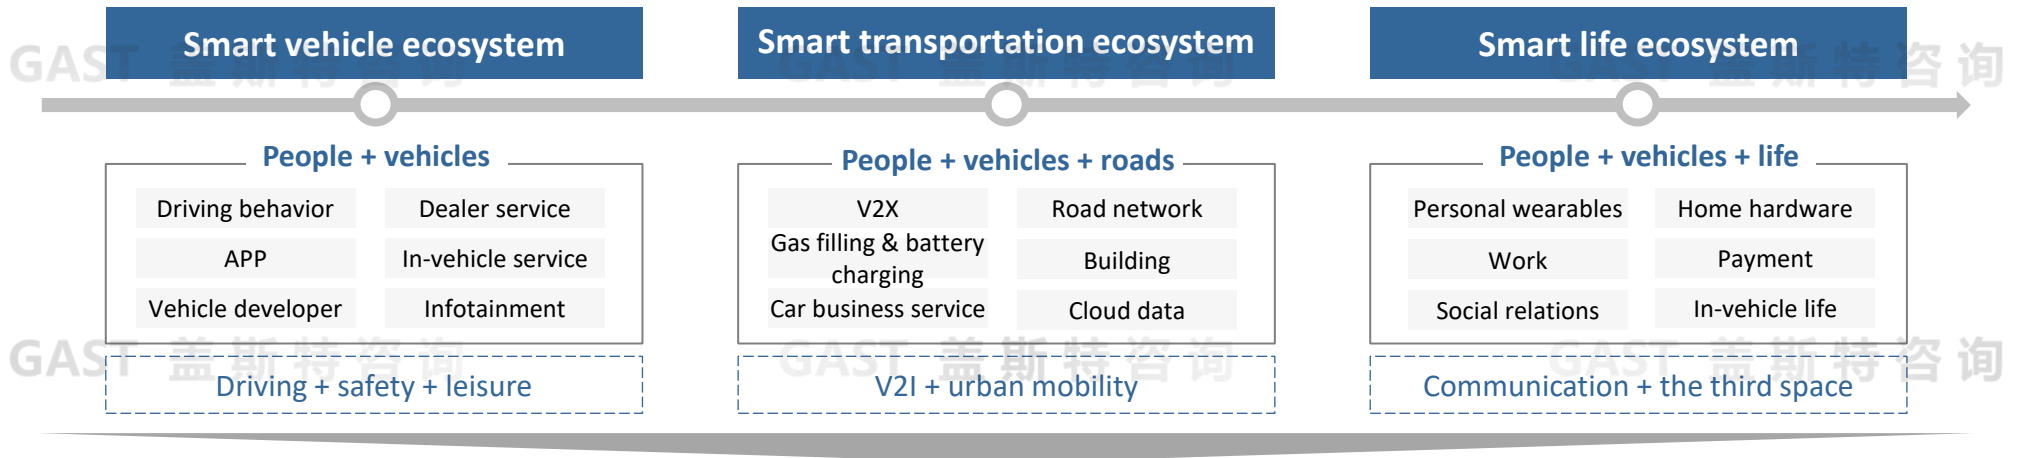 Smart vehicle ecosystem
Smart transportation ecosystem
Smart life ecosystem
GAST 盖斯特咨询
GAST 盖斯特咨询
GAST 盖斯特咨询
People + vehicles
Driving behavior
Dealer service
APP
In-vehicle service
Vehicle developer
Infotainment
People + vehicles + roads
V2X
Road network
Gas filling & battery
charging
Building
Car business service
Cloud data
People + vehicles + life
Personal wearables
Home hardware
Work
Payment
Social relations
In-vehicle life
GAST 盖斯特咨询
GAST 盖斯特咨询
GAST 盖斯特咨询
Driving + safety + leisure
V2I + urban mobility
Communication + the third space